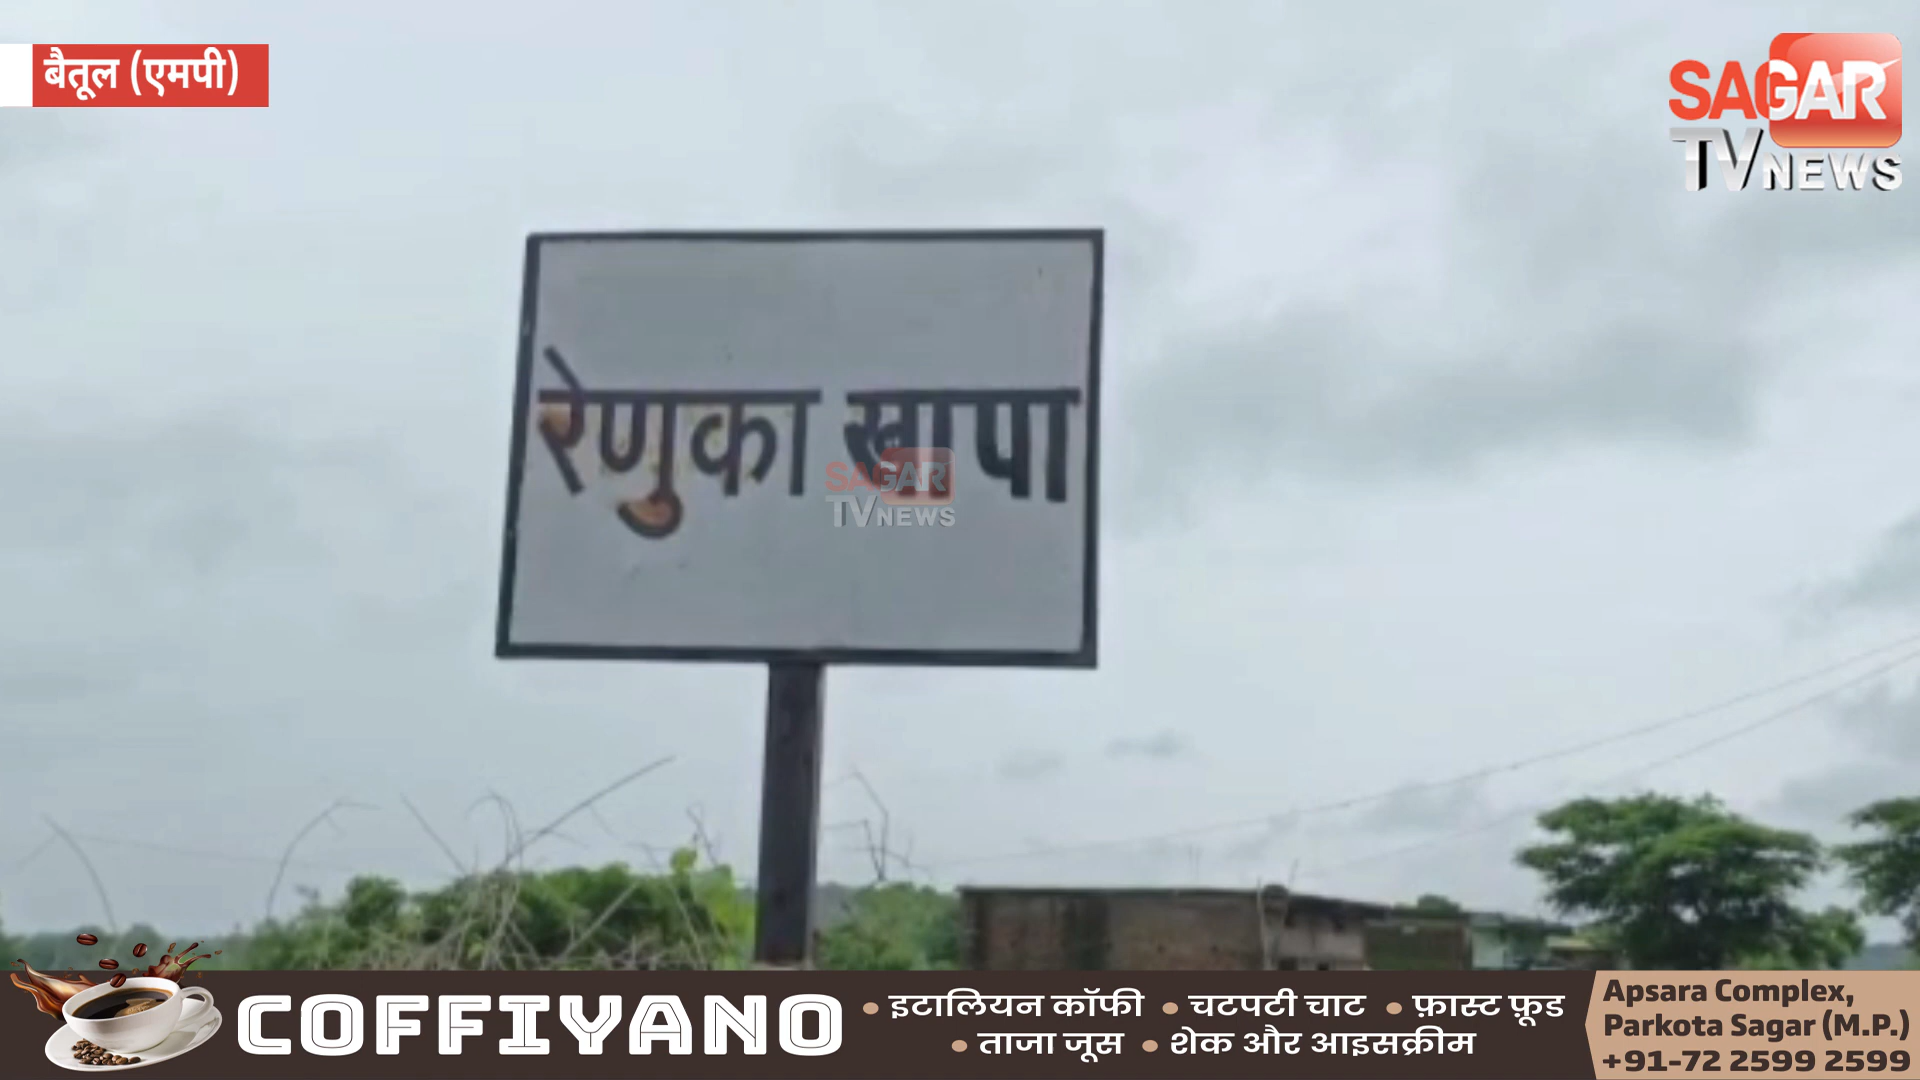 बैतूल (एमपी)
SAGAR
TV NEWS
रेणुका खापा
SAGAR
TV NEWS
COFFIYANO
• इटालियन कॉफी • चटपटी चाट • फ़ास्ट फ़ूड
• ताजा जूस • शेक और आइसक्रीम
Apsara Complex,
Parkota Sagar (M.P.)
+91-72 2599 2599